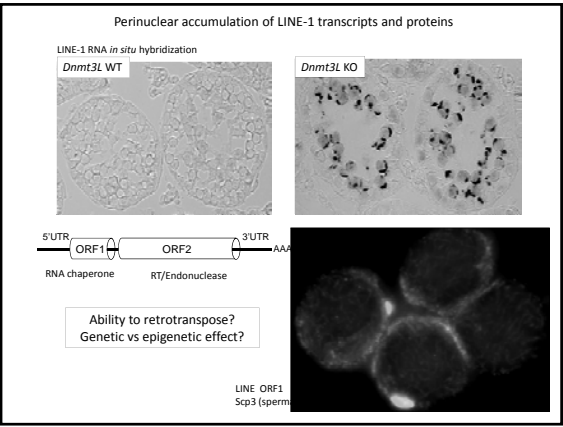 Perinuclear accumulation of LINE-1 transcripts and proteins
LINE-1 RNA in situ hybridization
Dnmt3L WT
Dnmt3L KO
5'UTR
3'UTR
ORF1
ORF2
AAA
RNA chaperone
RT/Endonuclease
Ability to retrotranspose?
Genetic vs epigenetic effect?
LINE ORF1
Scp3 (sperm